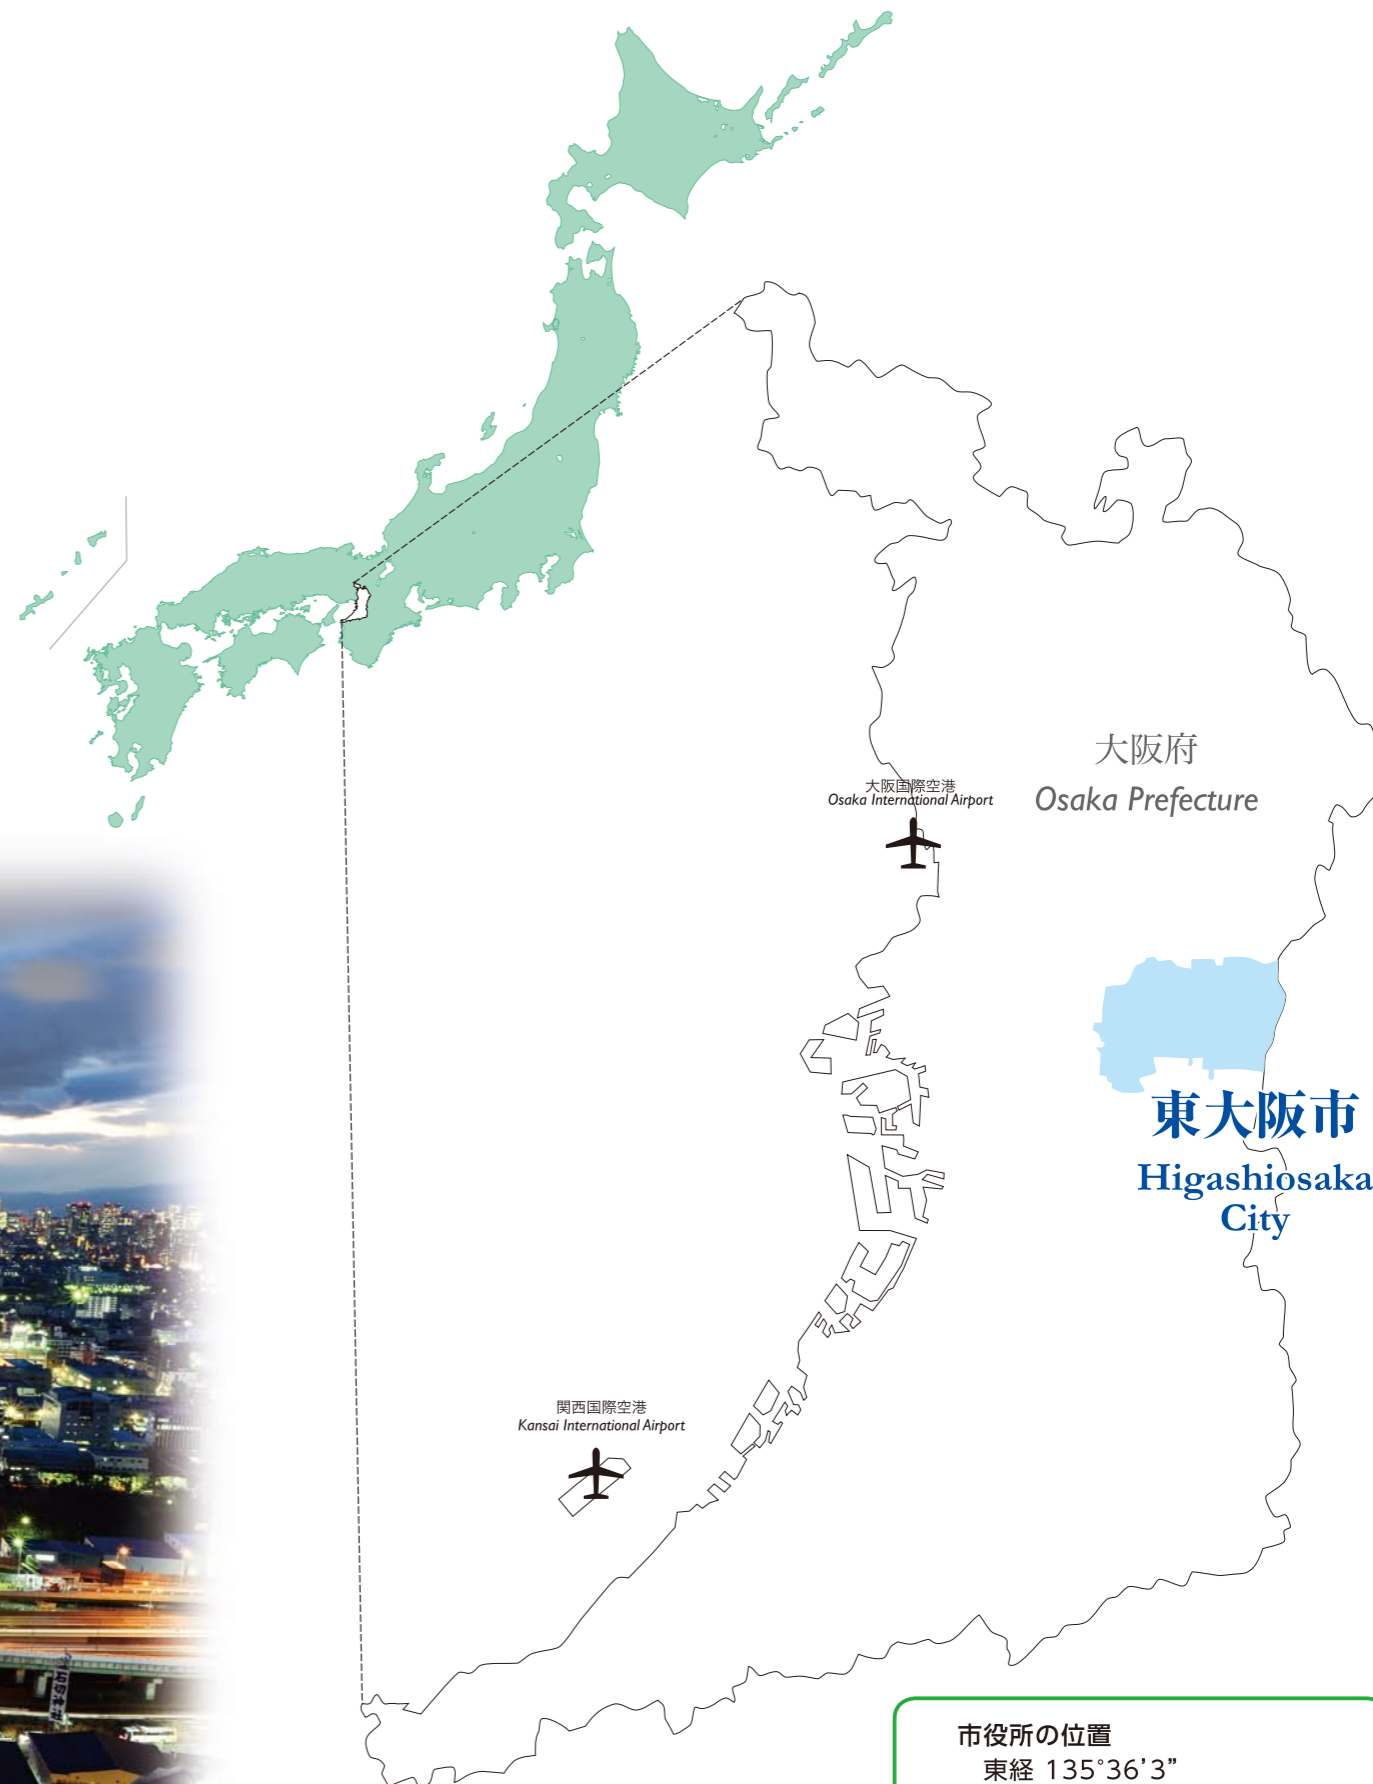 大阪府
Osaka Prefecture
大阪国際空港
Osaka International Airport
東大阪市
Higashiosaka
City
関西国際空港
Kansai International Airport
市役所の位置
東経 135°36’3”